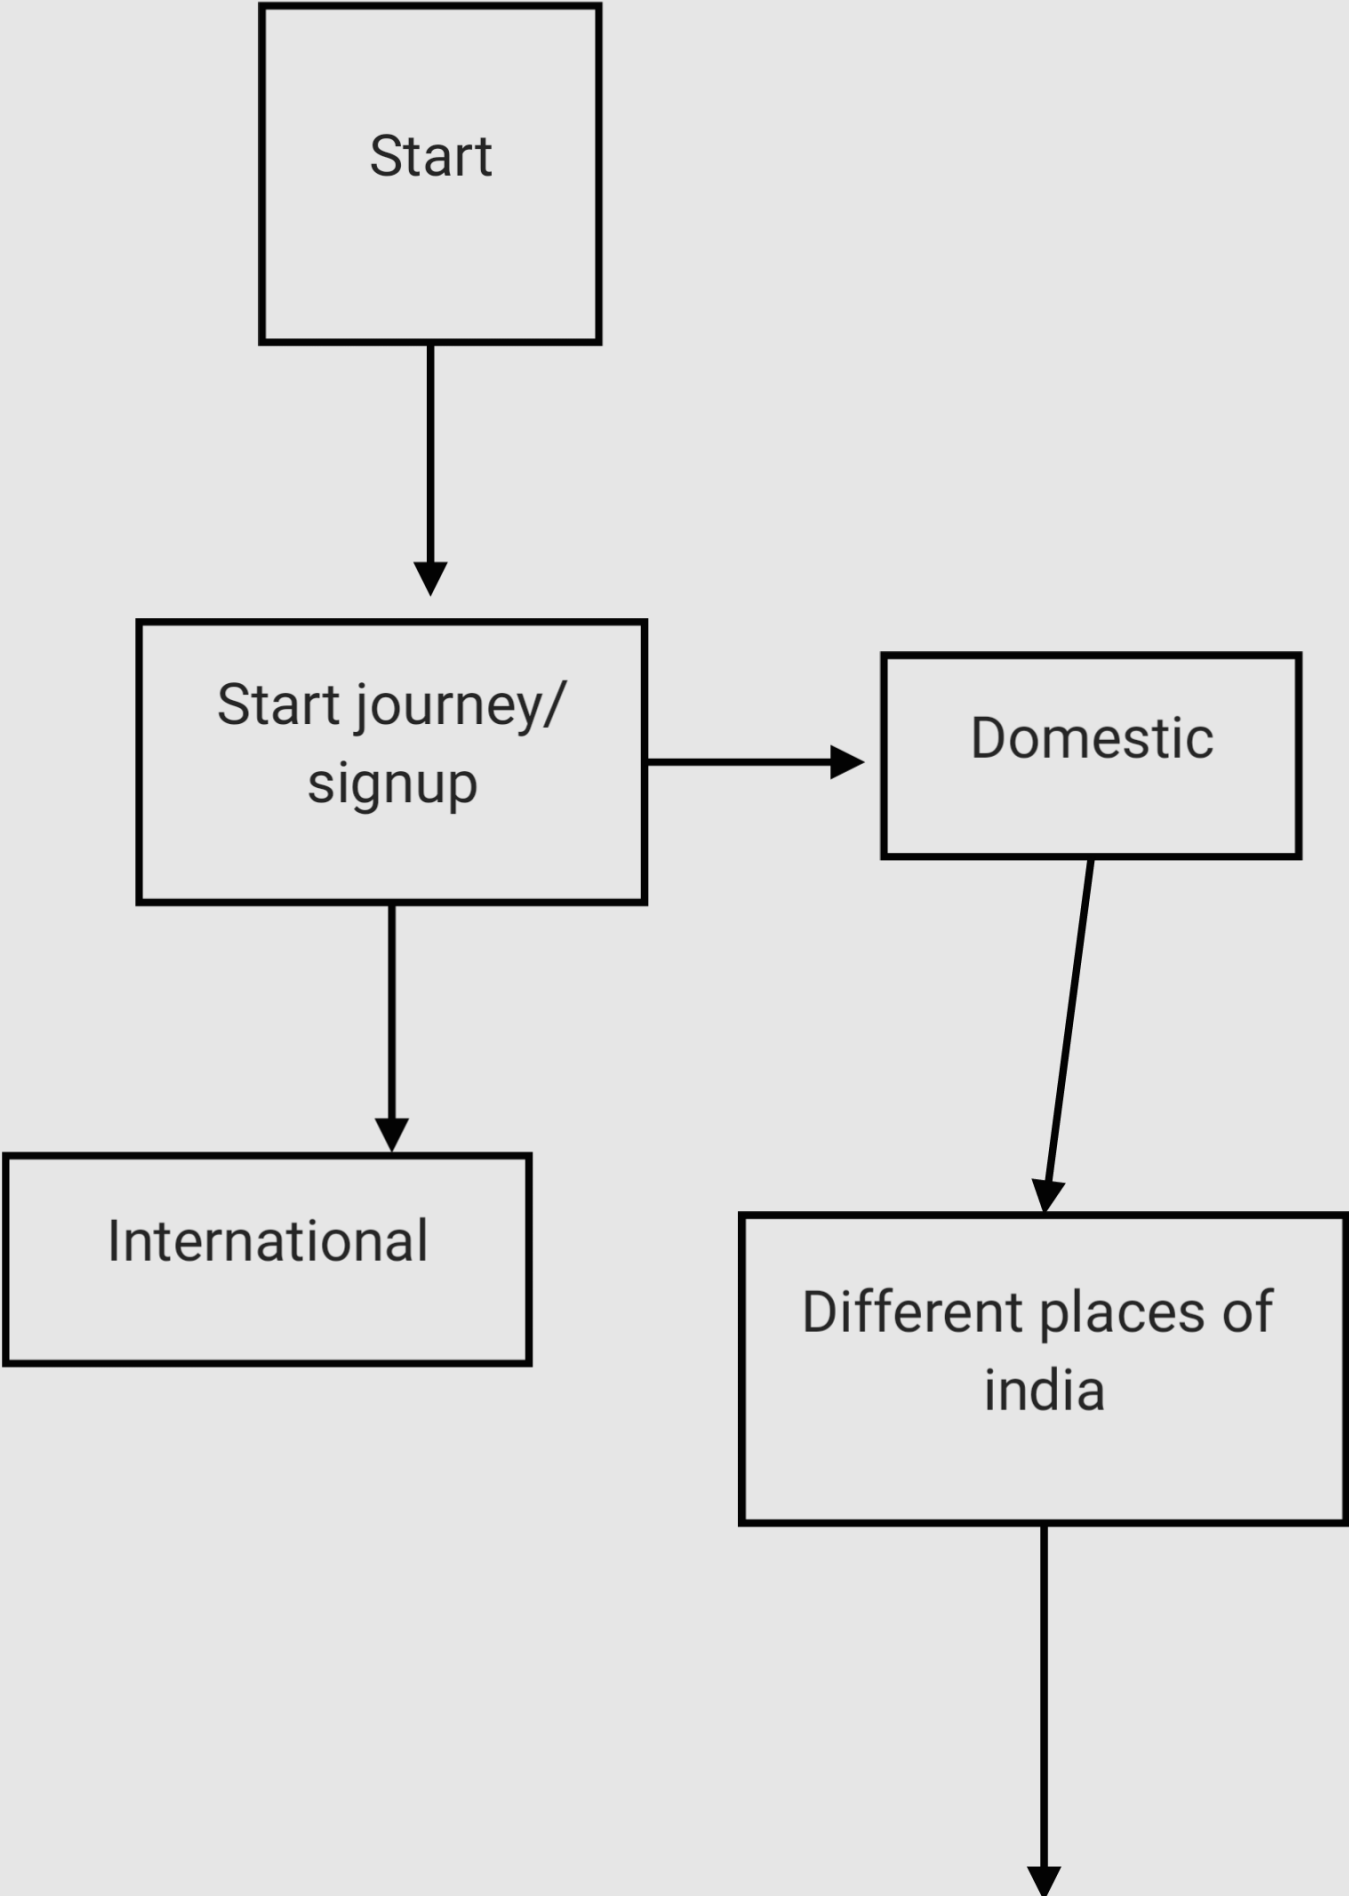 Start
Start journey/
signup
Domestic
International
Different places of
india